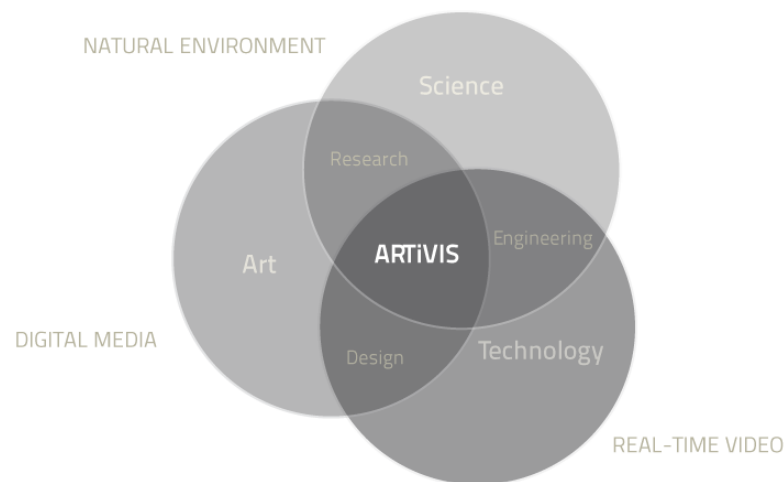 NATURAL ENVIRONMENT
Science
Research
Engineering
ARTiVIS
Art
DIGITAL MEDIA
Design
Technology
REAL-TIME VIDEO